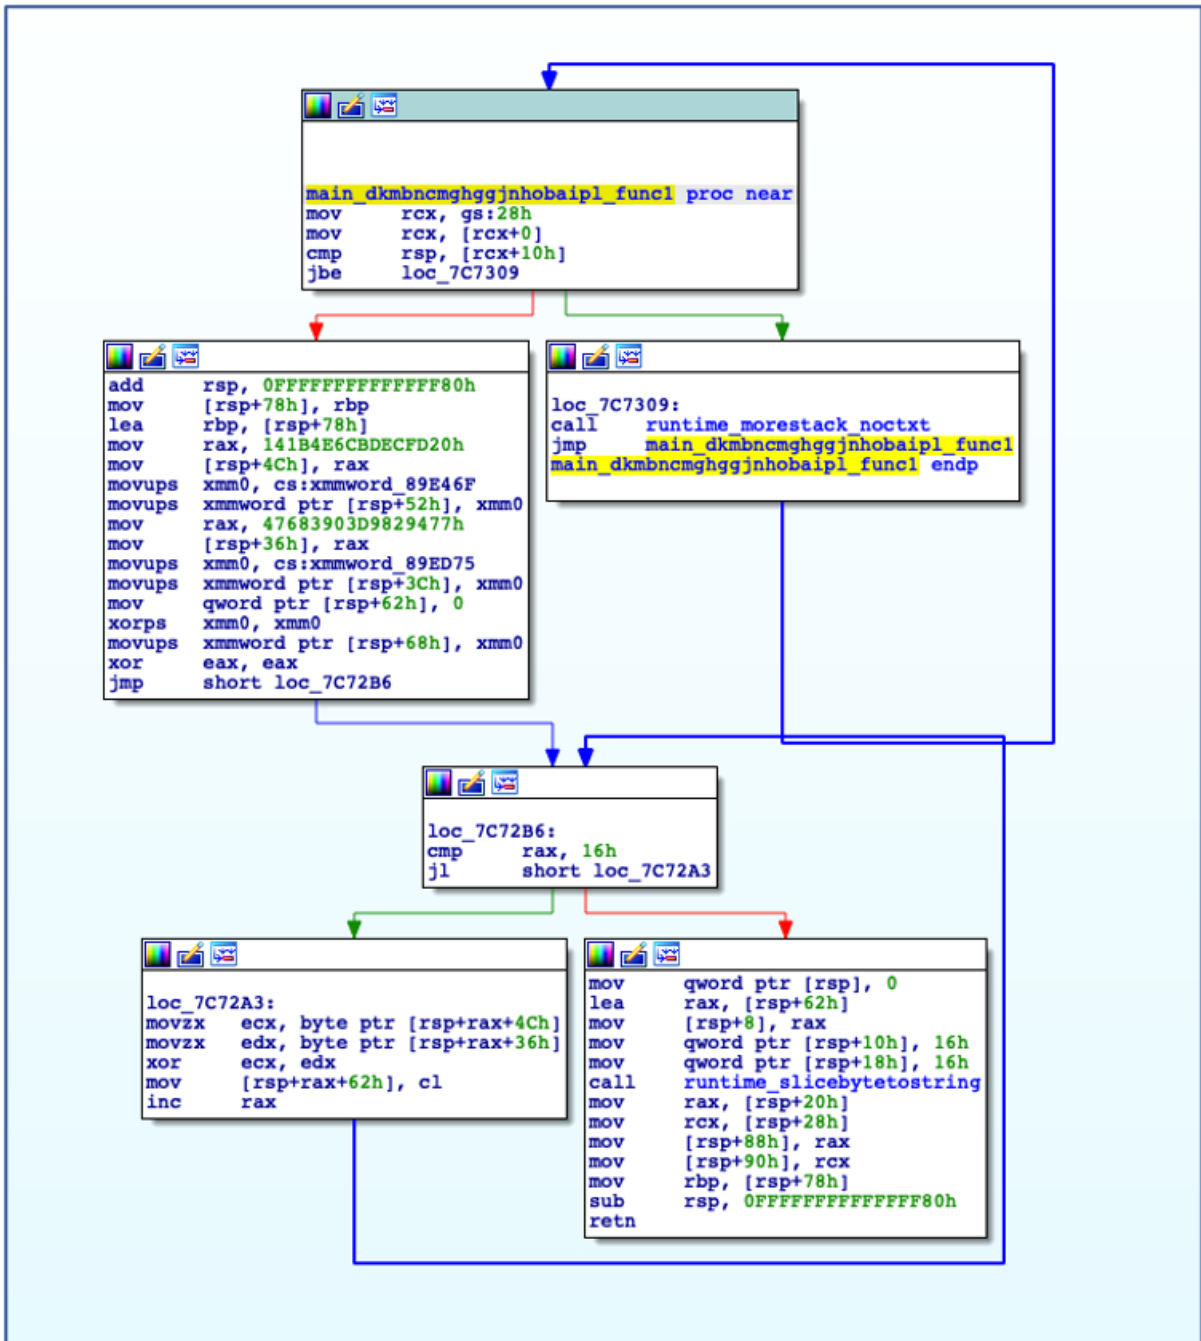 main_dkmbncmghggjnhobaipl_func1 proc near
mov rcx, gs:28h
mov rcx, [rcx+0]
cmp rsp, [rcx+10h]
jbe loc_7C7309
add rsp, 0FFFFFFFFFFFFFF80h
mov [rsp+78h], rbp
lea rbp, [rsp+78h]
mov rax, 141B4E6CBDECFD20h
mov [rsp+4Ch], rax
movups xmm0, cs:xmmword_89E46F
movups xmmword ptr [rsp+52h], xmm0
mov rax, 47683903D9829477h
mov [rsp+36h], rax
movups xmm0, cs:xmmword_89ED75
movups xmmword ptr [rsp+3Ch], xmm0
mov qword ptr [rsp+62h], 0
xorps xmm0, xmm0
movups xmmword ptr [rsp+68h], xmm0
xor eax, eax
jmp short loc_7C72B6
loc_7C7309:
call runtime_morestack_noctxt
jmp main_dkmbncmghggjnhobaipl_func1
main_dkmbncmghggjnhobaipl_func1 endp
loc_7C72B6:
cmp rax, 16h
jl short loc_7C72A3
loc_7C72A3:
movzx ecx, byte ptr [rsp+rax+4Ch]
movzx edx, byte ptr [rsp+rax+36h]
xor ecx, edx
mov [rsp+rax+62h], cl
inc rax
mov qword ptr [rsp], 0
lea rax, [rsp+62h]
mov [rsp+8], rax
mov qword ptr [rsp+10h], 16h
mov qword ptr [rsp+18h], 16h
call runtime_slicebytetostring
mov rax, [rsp+20h]
mov rcx, [rsp+28h]
mov [rsp+88h], rax
mov [rsp+90h], rcx
mov rbp, [rsp+78h]
sub rsp, 0FFFFFFFFFFFFFF80h
retn